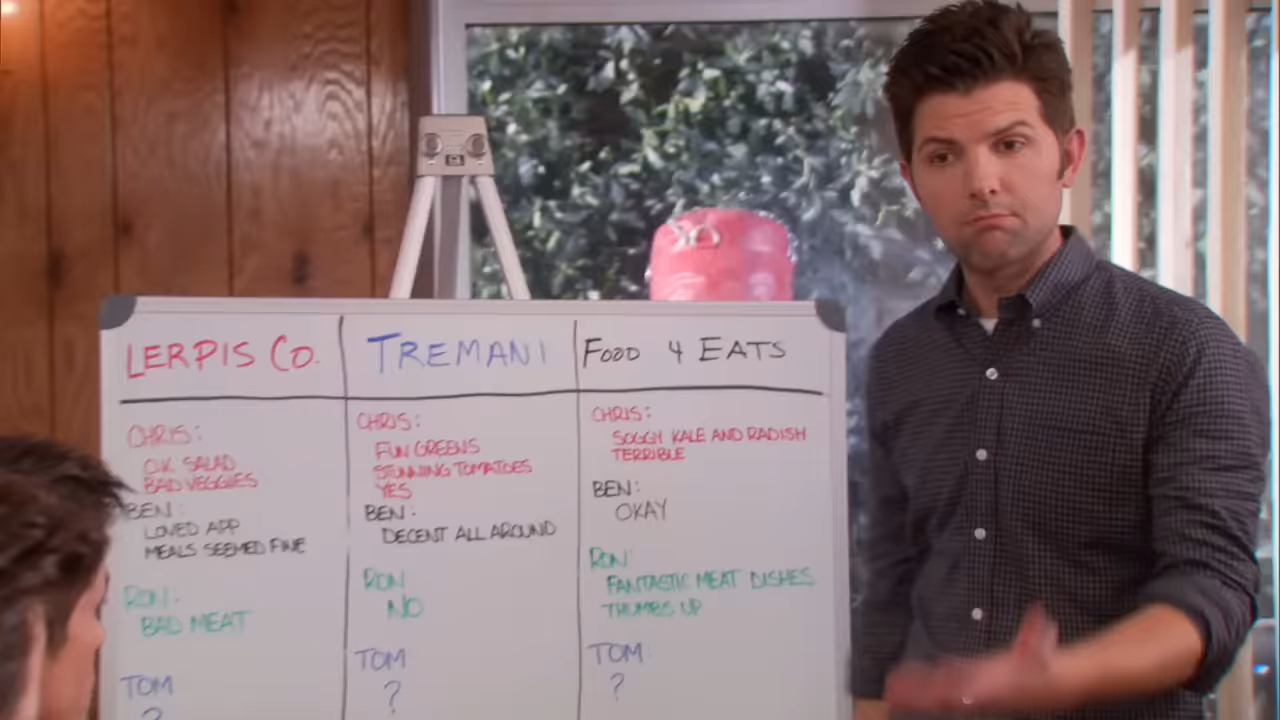 LERPIS CO.
CHRIS:
O.K. SALAD
BAD VEGGIES
BEN:
LOVED APP
MEALS SEEMED FINE
RON:
BAD MEAT
TOM
?
TREMANI
CHRIS:
FUN GREENS
STUNNING TOMATOES
YES
BEN:
DECENT ALL AROUND
RON
NO
TOM
?
FOOD 4 EATS
CHRIS:
SOGGY KALE AND RADISH
TERRIBLE
BEN:
OKAY
RON
FANTASTIC MEAT DISHES
THUMBS UP
TOM:
?